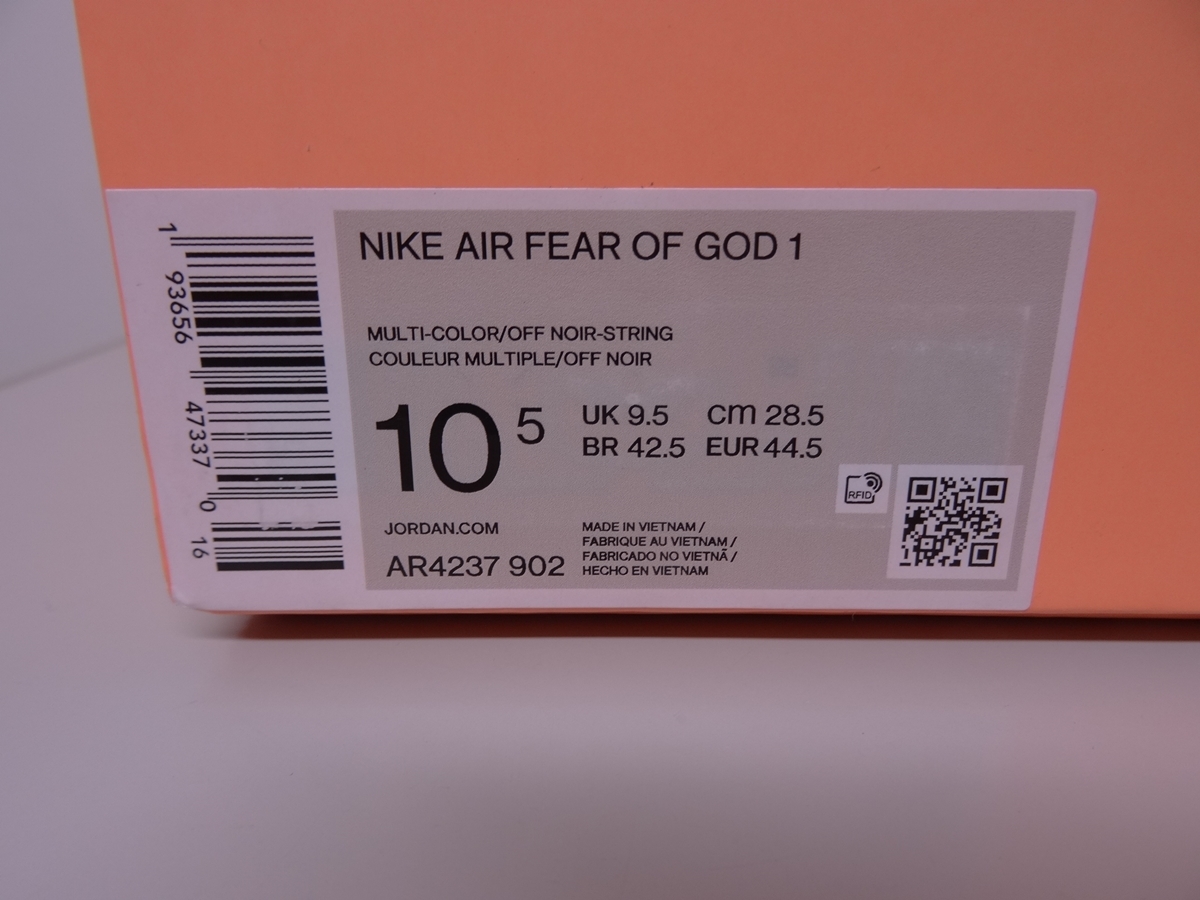 NIKE AIR FEAR OF GOD 1
MULTI-COLOR/OFF NOIR-STRING
COULEUR MULTIPLE/OFF NOIR
10 5
UK 9.5 CM 28.5
BR 42.5 EUR 44.5
RFID
JORDAN.COM
AR4237 902
MADE IN VIETNAM /
FABRIQUE AU VIETNAM /
FABRICADO NO VIETNÃ /
HECHO EN VIETNAM
1 93656 47337 0 16